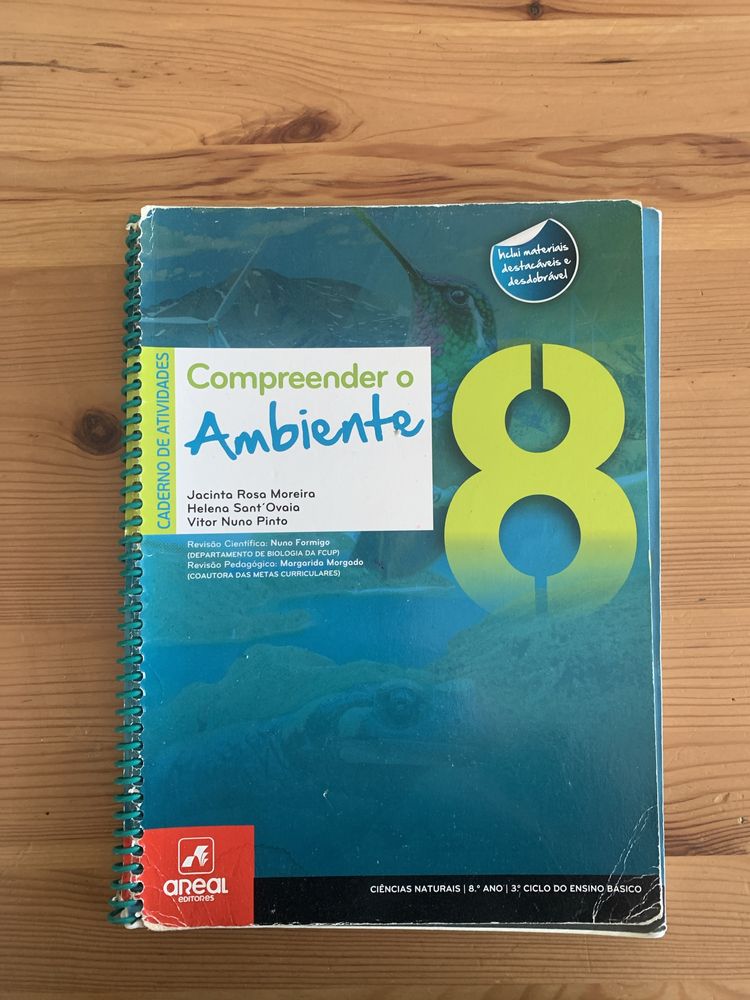 Inclui materiais
destacáveis e
desdobrável
8
CADERNO DE ATIVIDADES
Compreender o
Ambiente
Jacinta Rosa Moreira
Helena Sant'Ovaia
Vitor Nuno Pinto
Revisão Científica: Nuno Formigo
(DEPARTAMENTO DE BIOLOGIA DA FCUP)
Revisão Pedagógica: Margarida Morgado
(COAUTORA DAS METAS CURRICULARES)
AREAL
EDITORES
CIÊNCIAS NATURAIS | 8.º ANO | 3.º CICLO DO ENSINO BÁSICO